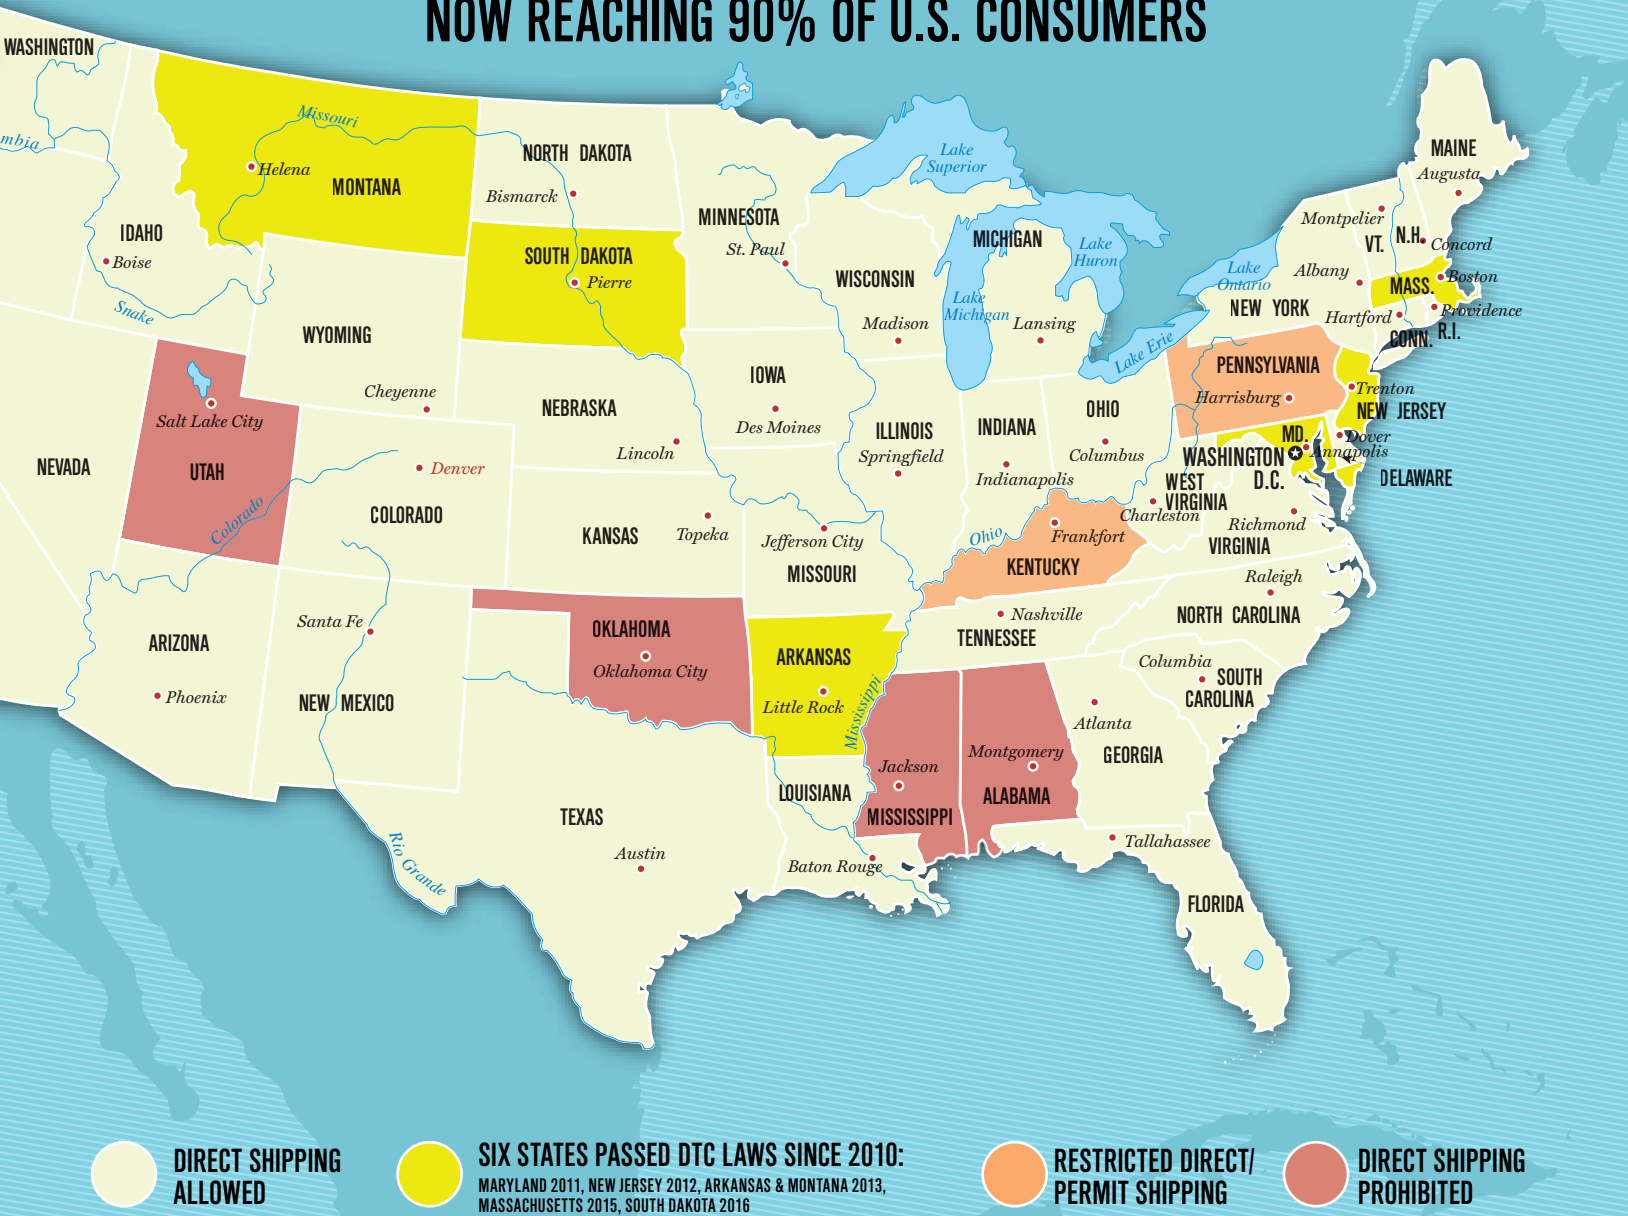 NOW REACHING 90% OF U.S. CONSUMERS
WASHINGTON
mbia
Missouri
Helena
MONTANA
NORTH DAKOTA
Bismarck
MINNESOTA
St. Paul
Lake
Superior
MAINE
Augusta
IDAHO
Boise
Snake
SOUTH DAKOTA
Pierre
WISCONSIN
Madison
MICHIGAN
Lansing
Lake
Huron
Lake
Michigan
Montpelier
VT.
N.H.
Concord
Albany
MASS.
Boston
Lake
Ontario
NEW YORK
Hartford
Providence
CONN.
R.I.
Lake Erie
WYOMING
Cheyenne
Salt Lake City
UTAH
NEVADA
Colorado
Denver
COLORADO
NEBRASKA
Lincoln
IOWA
Des Moines
ILLINOIS
Springfield
INDIANA
Indianapolis
OHIO
Columbus
PENNSYLVANIA
Harrisburg
Trenton
NEW JERSEY
MD.
Dover
Annapolis
WASHINGTON
D.C.
DELAWARE
WEST
VIRGINIA
Charleston
Richmond
VIRGINIA
KANSAS
Topeka
Jefferson City
MISSOURI
Ohio
Frankfort
KENTUCKY
Raleigh
NORTH CAROLINA
Nashville
TENNESSEE
Columbia
SOUTH
CAROLINA
ARIZONA
Phoenix
Santa Fe
NEW MEXICO
OKLAHOMA
Oklahoma City
ARKANSAS
Little Rock
Mississippi
Jackson
MISSISSIPPI
Montgomery
ALABAMA
Atlanta
GEORGIA
TEXAS
Austin
Rio Grande
LOUISIANA
Baton Rouge
Tallahassee
FLORIDA
DIRECT SHIPPING
ALLOWED
SIX STATES PASSED DTC LAWS SINCE 2010:
MARYLAND 2011, NEW JERSEY 2012, ARKANSAS & MONTANA 2013,
MASSACHUSETTS 2015, SOUTH DAKOTA 2016
RESTRICTED DIRECT/
PERMIT SHIPPING
DIRECT SHIPPING
PROHIBITED